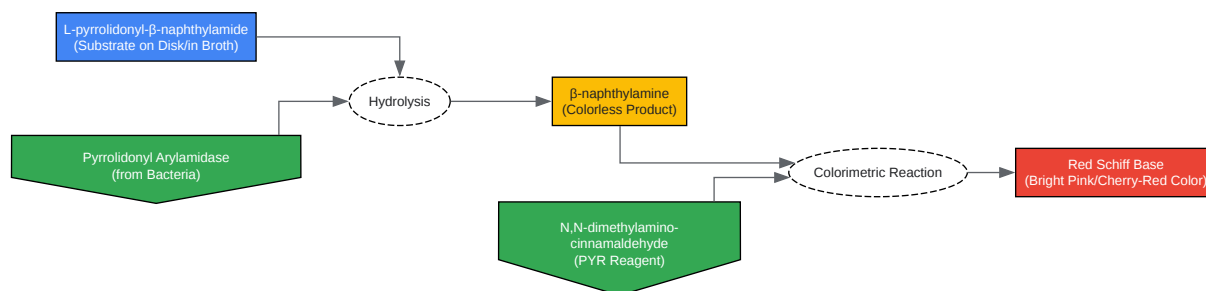 L-pyrrolidonyl-β-naphthylamide
(Substrate on Disk/in Broth)
Hydrolysis
β-naphthylamine
(Colorless Product)
Pyrrolidonyl Arylamidase
(from Bacteria)
Colorimetric Reaction
Red Schiff Base
(Bright Pink/Cherry-Red Color)
N,N-dimethylamino-
cinnamaldehyde
(PYR Reagent)